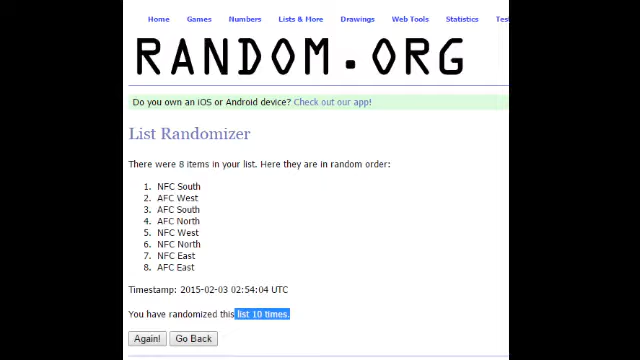 Home Games Numbers Lists & More Drawings Web Tools Statistics Tes
RANDOM.ORG
Do you own an iOS or Android device? Check out our app!
List Randomizer
There were 8 items in your list. Here they are in random order:
1. NFC South
2. AFC West
3. AFC South
4. AFC North
5. NFC West
6. NFC North
7. NFC East
8. AFC East
Timestamp: 2015-02-03 02:54:04 UTC
You have randomized this list 10 times.
Again! Go Back